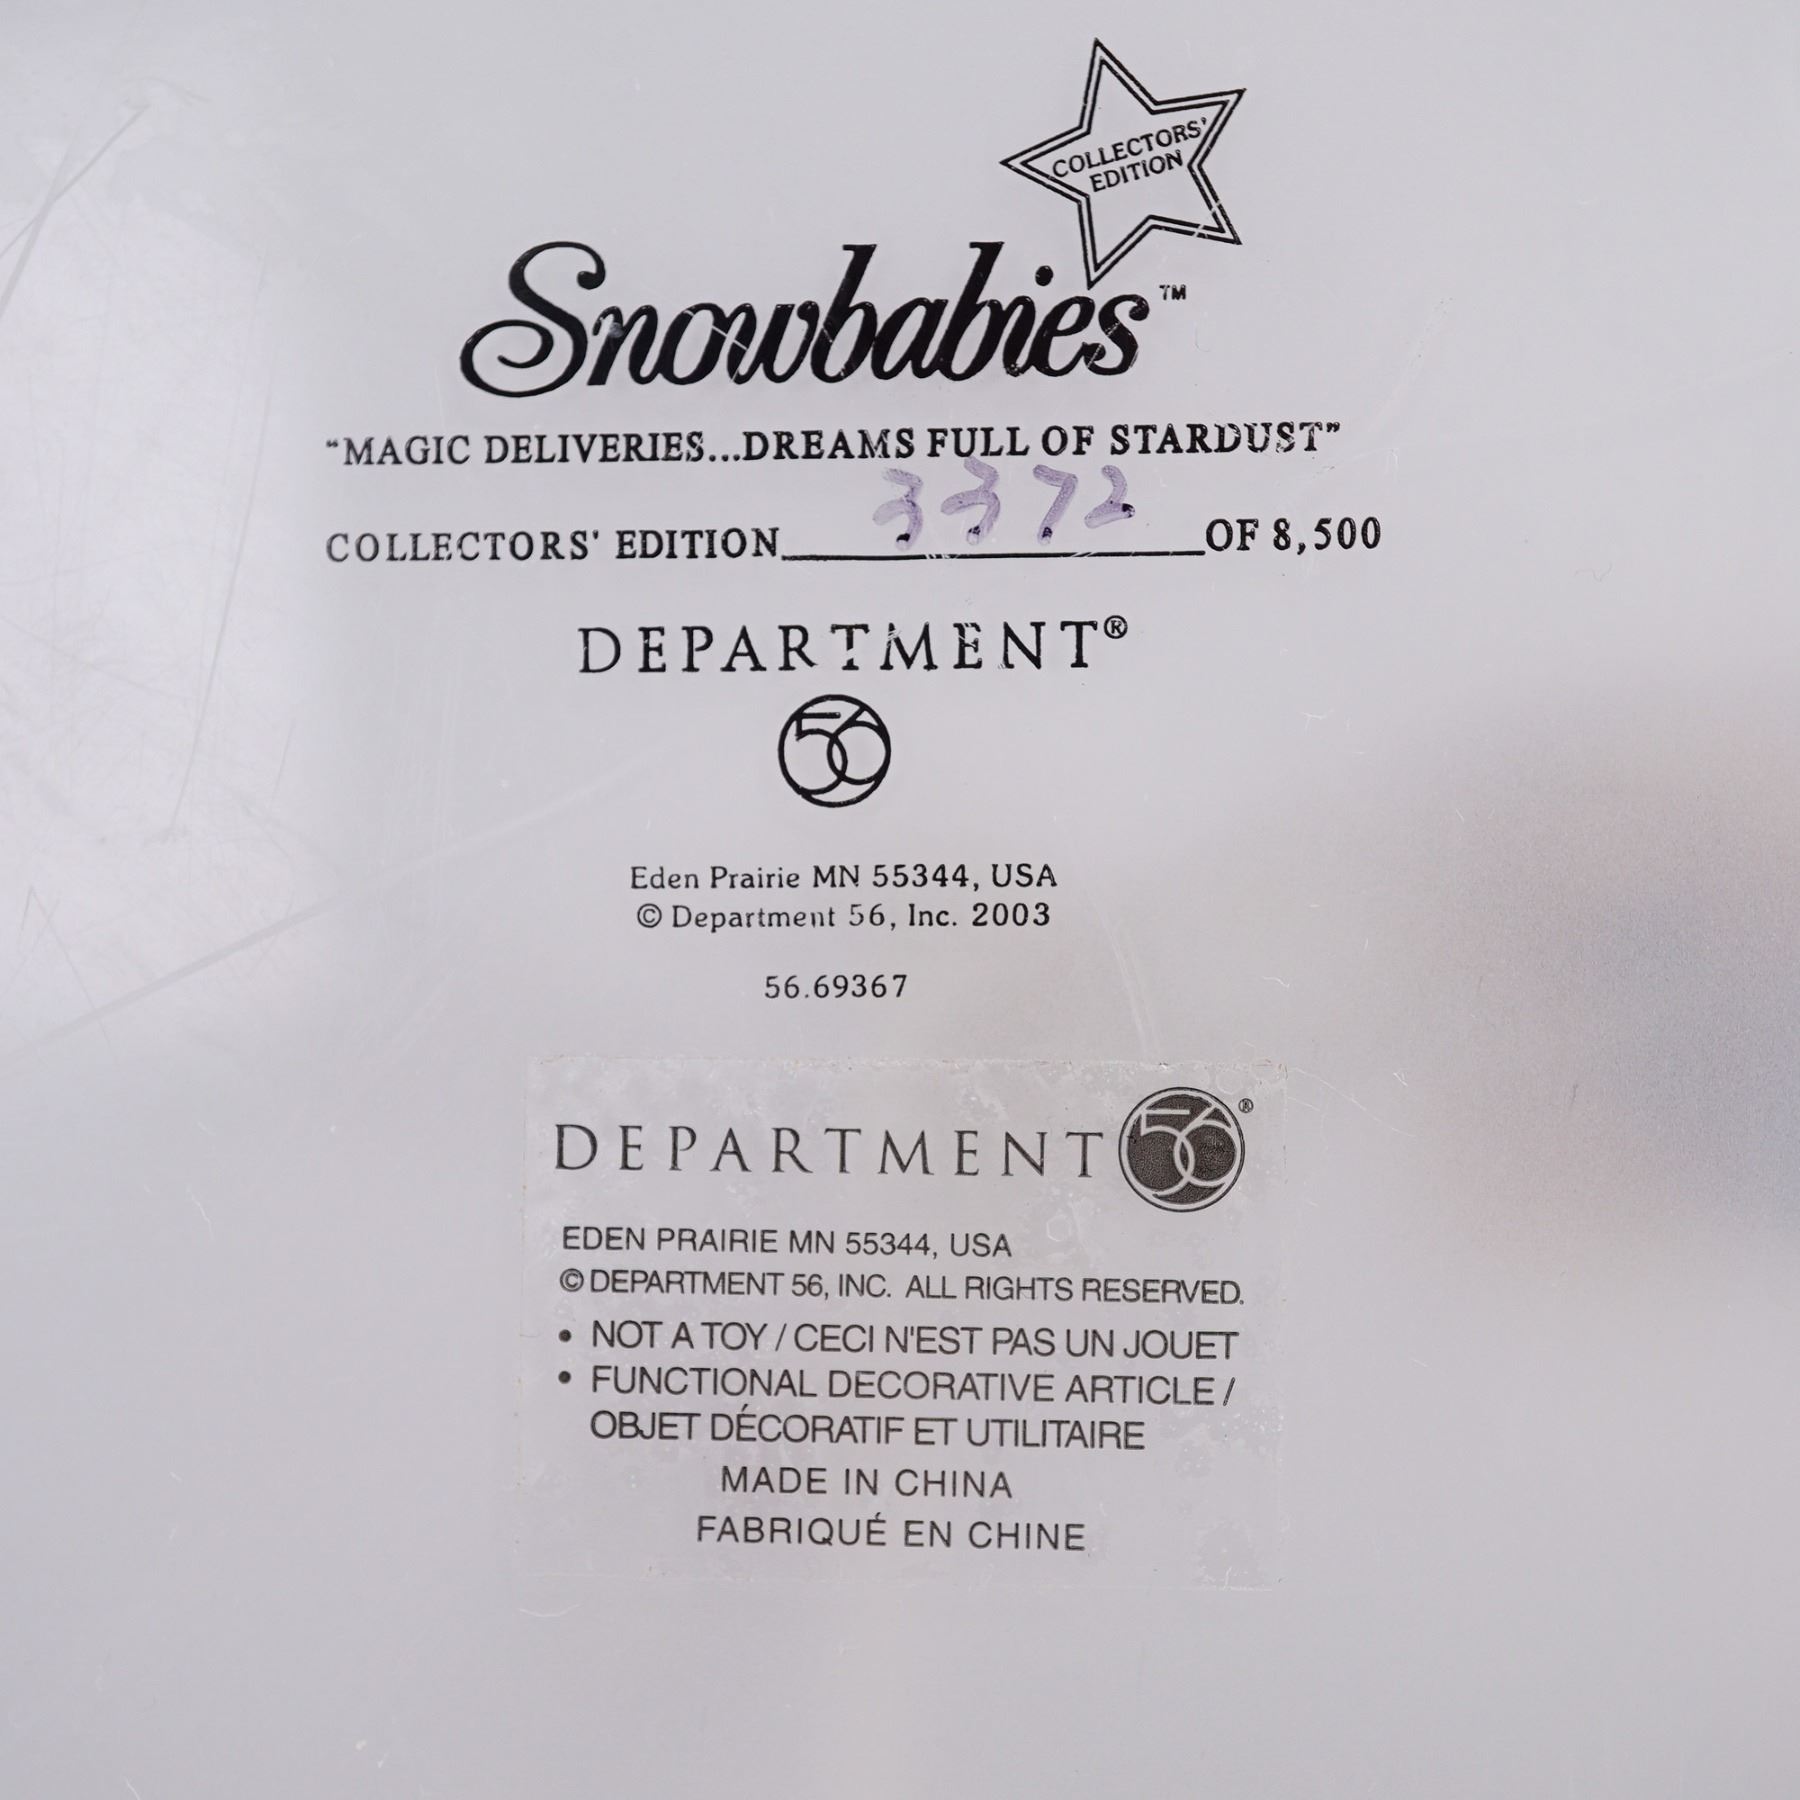 COLLECTORS'
EDITION
Snowbabies™
“MAGIC DELIVERIES...DREAMS FULL OF STARDUST”
COLLECTORS' EDITION 3372 OF 8,500
DEPARTMENT®
56
Eden Prairie MN 55344, USA
© Department 56, Inc. 2003
56.69367
DEPARTMENT 56®
EDEN PRAIRIE MN 55344, USA
© DEPARTMENT 56, INC. ALL RIGHTS RESERVED.
• NOT A TOY / CECI N'EST PAS UN JOUET
• FUNCTIONAL DECORATIVE ARTICLE /
OBJET DÉCORATIF ET UTILITAIRE
MADE IN CHINA
FABRIQUÉ EN CHINE